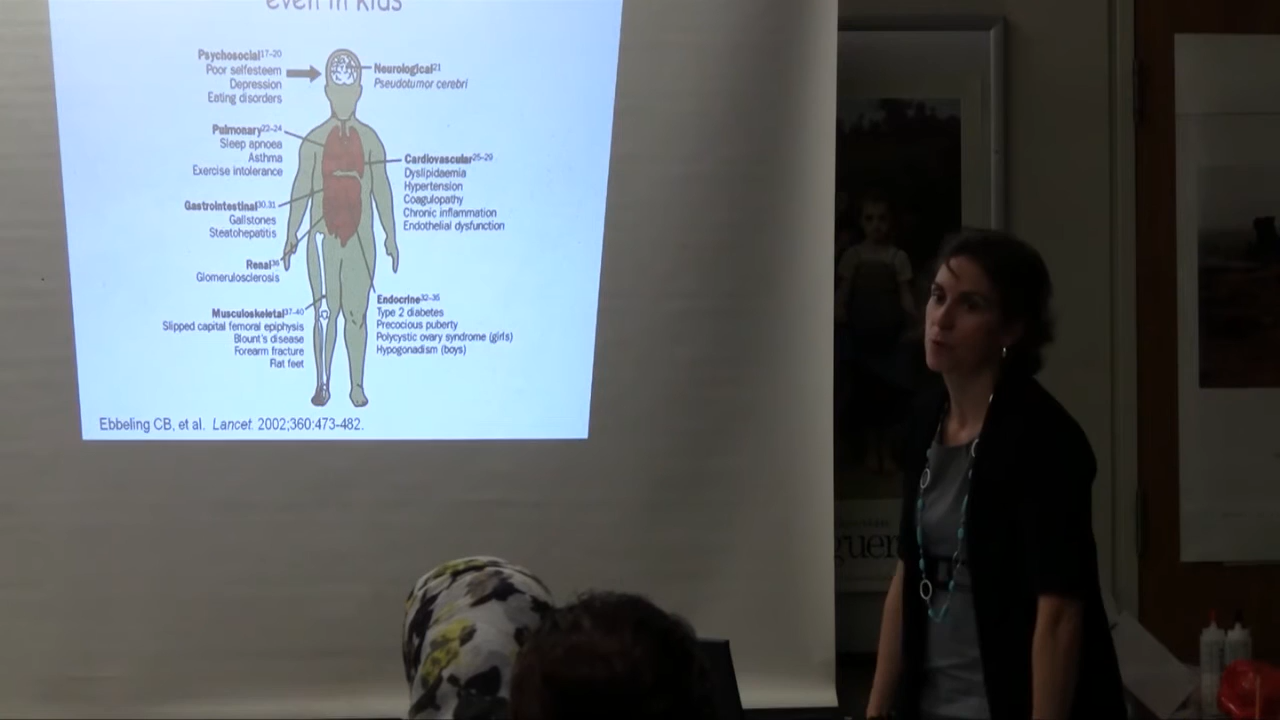 even in kids
Psychosocial17–20
Poor selfesteem
Depression
Eating disorders
Neurological21
Pseudotumor cerebri
Pulmonary22–24
Sleep apnoea
Asthma
Exercise intolerance
Cardiovascular25–29
Dyslipidaemia
Hypertension
Coagulopathy
Chronic inflammation
Endothelial dysfunction
Gastrointestinal30,31
Gallstones
Steatohepatitis
Renal36
Glomerulosclerosis
Musculoskeletal37–40
Slipped capital femoral epiphysis
Blount's disease
Forearm fracture
Flat feet
Endocrine32–35
Type 2 diabetes
Precocious puberty
Polycystic ovary syndrome (girls)
Hypogonadism (boys)
Ebbeling CB, et al. Lancet. 2002;360:473-482.